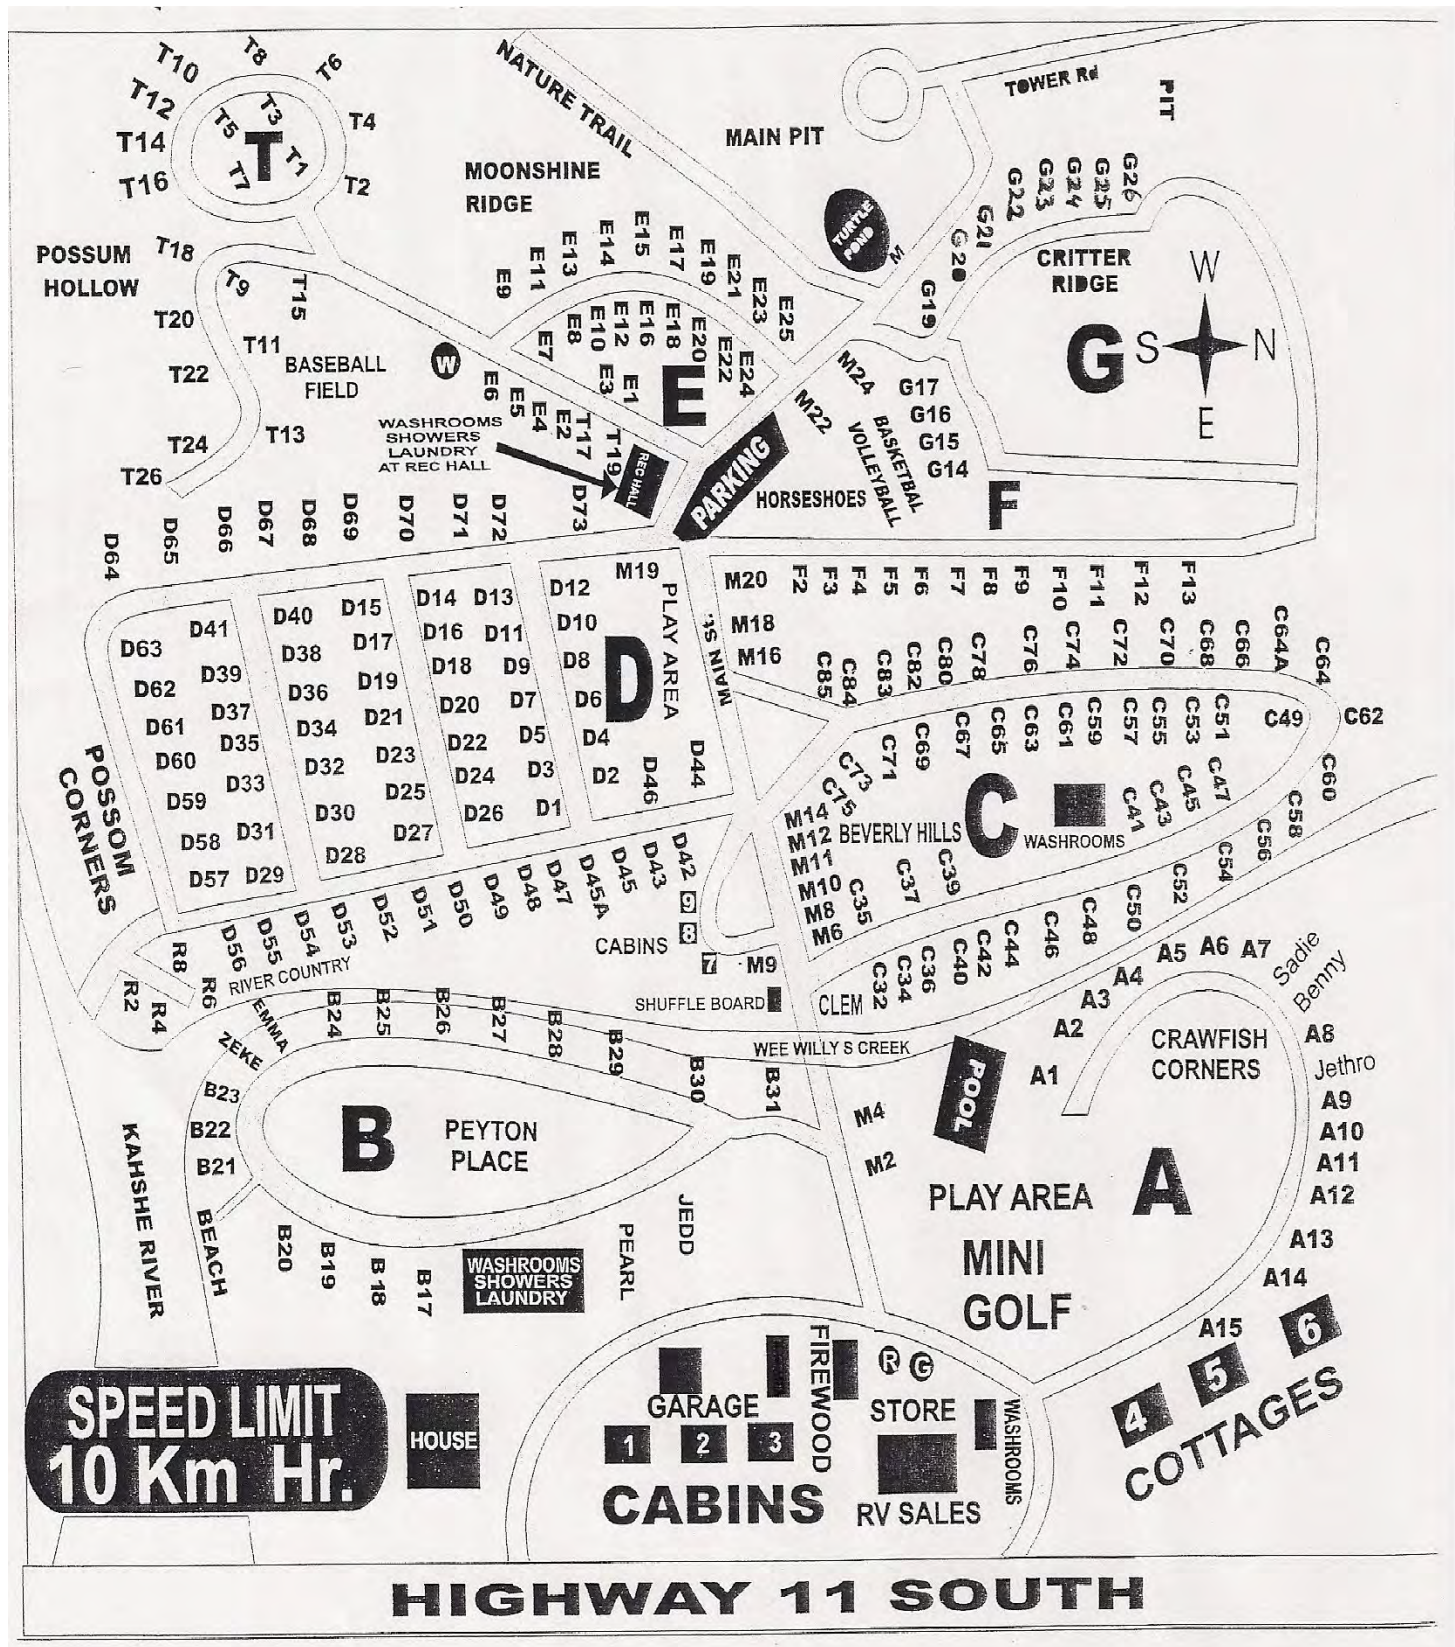 T10
T8
T6
T12
T3
T5
T4
T14
T
T1
T16
T7
T2
POSSUM
HOLLOW
T18
T9
T15
T20
T11
T22
BASEBALL
FIELD
T24
T13
T26
NATURE TRAIL
MOONSHINE
RIDGE
MAIN PIT
TOWER Rd
PIT
TURTLE
POND
M
G19
G20
G21
G22
G23
G24
G25
G26
CRITTER
RIDGE
G
W
S
N
E
E9
E11
E13
E14
E15
E17
E19
E21
E23
E25
E7
E8
E10
E12
E16
E18
E20
E22
E24
E3
E1
E
W
E6
E5
E4
E2
T17
T19
WASHROOMS
SHOWERS
LAUNDRY
AT REC HALL
REC HALL
PARKING
M24
M22
BASKETBAL
VOLLEYBALL
HORSESHOES
G17
G16
G15
G14
F
D64
D65
D66
D67
D68
D69
D70
D71
D72
D73
M19
M20
M18
M16
PLAY AREA
MAIN St.
F2
F3
F4
F5
F6
F7
F8
F9
F10
F11
F12
F13
D63
D62
D61
D60
D59
D58
D57
D41
D39
D37
D35
D33
D31
D29
D40
D38
D36
D34
D32
D30
D28
D15
D17
D19
D21
D23
D25
D27
D14
D16
D18
D20
D22
D24
D26
D13
D11
D9
D7
D5
D3
D1
D12
D10
D8
D6
D4
D2
D
D46
D44
POSSOM
CORNERS
C85
C84
C83
C82
C80
C78
C76
C74
C72
C70
C68
C66
C64A
C64
C62
C60
C58
C56
C54
C52
C50
C48
C46
C44
C42
C40
C36
C34
C32
C73
C75
C71
C69
C67
C65
C63
C61
C59
C57
C55
C53
C51
C49
C47
C45
C43
C41
C39
C37
C35
C
WASHROOMS
BEVERLY HILLS
M14
M12
M11
M10
M8
M6
D56
D55
D54
D53
D52
D51
D50
D49
D48
D47
D45A
D45
D43
D42
9
8
7
CABINS
M9
SHUFFLE BOARD
CLEM
R8
R6
R2
R4
RIVER COUNTRY
EMMA
ZEKE
B24
B25
B26
B27
B28
B29
B30
B31
WEE WILLY S CREEK
B23
B22
B21
B
PEYTON
PLACE
KAHSHE RIVER
BEACH
B20
B19
B18
B17
WASHROOMS
SHOWERS
LAUNDRY
PEARL
JEDD
M4
M2
POOL
A1
A2
A3
A4
A5
A6
A7
Sadie
Benny
A8
Jethro
A9
A10
A11
A12
A13
A14
A15
CRAWFISH
CORNERS
A
PLAY AREA
MINI
GOLF
6
5
4
COTTAGES
SPEED LIMIT
10 Km Hr.
HOUSE
GARAGE
1
2
3
CABINS
FIREWOOD
R
G
STORE
WASHROOMS
RV SALES
HIGHWAY 11 SOUTH